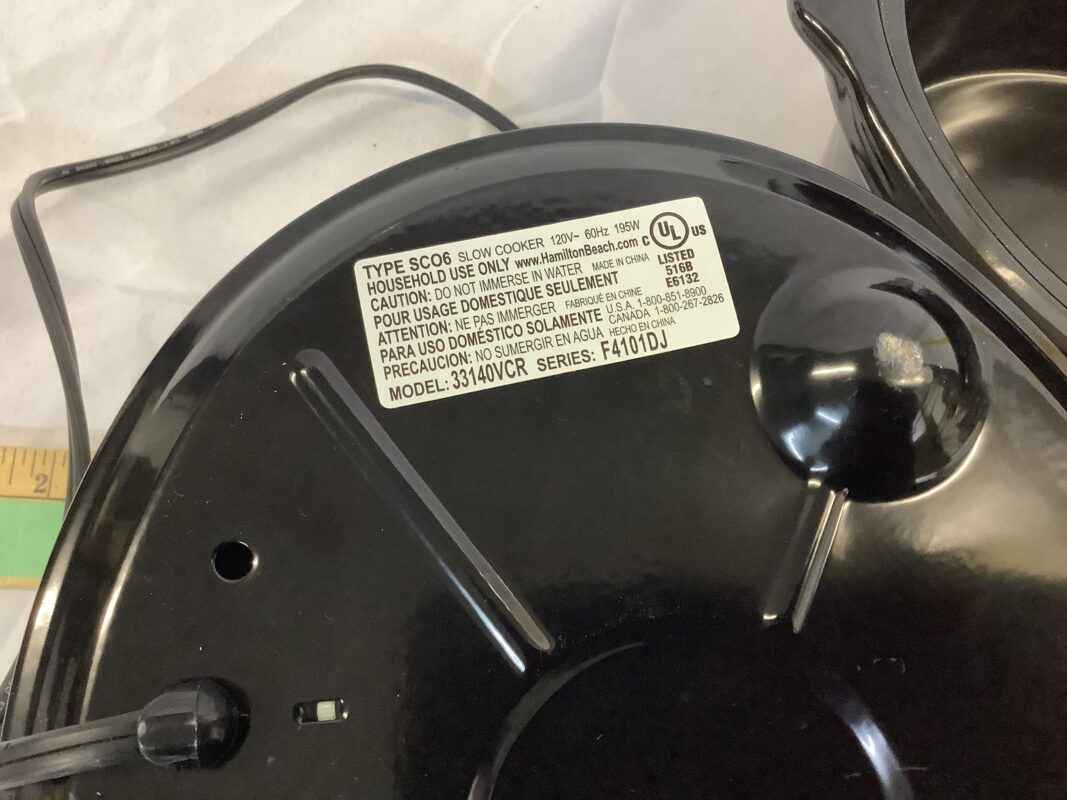 TYPE SC06 SLOW COOKER 120V~ 60Hz 195W
HOUSEHOLD USE ONLY www.HamiltonBeach.com
CAUTION: DO NOT IMMERSE IN WATER MADE IN CHINA
POUR USAGE DOMESTIQUE SEULEMENT
ATTENTION: NE PAS IMMERGER FABRIQUÉ EN CHINE
PARA USO DOMÉSTICO SOLAMENTE U.S.A. 1-800-851-8900
CANADA 1-800-267-2826
PRECAUCION: NO SUMERGIR EN AGUA HECHO EN CHINA
MODEL: 33140VCR SERIES: F4101DJ
C UL US
LISTED
516B
E6132
2